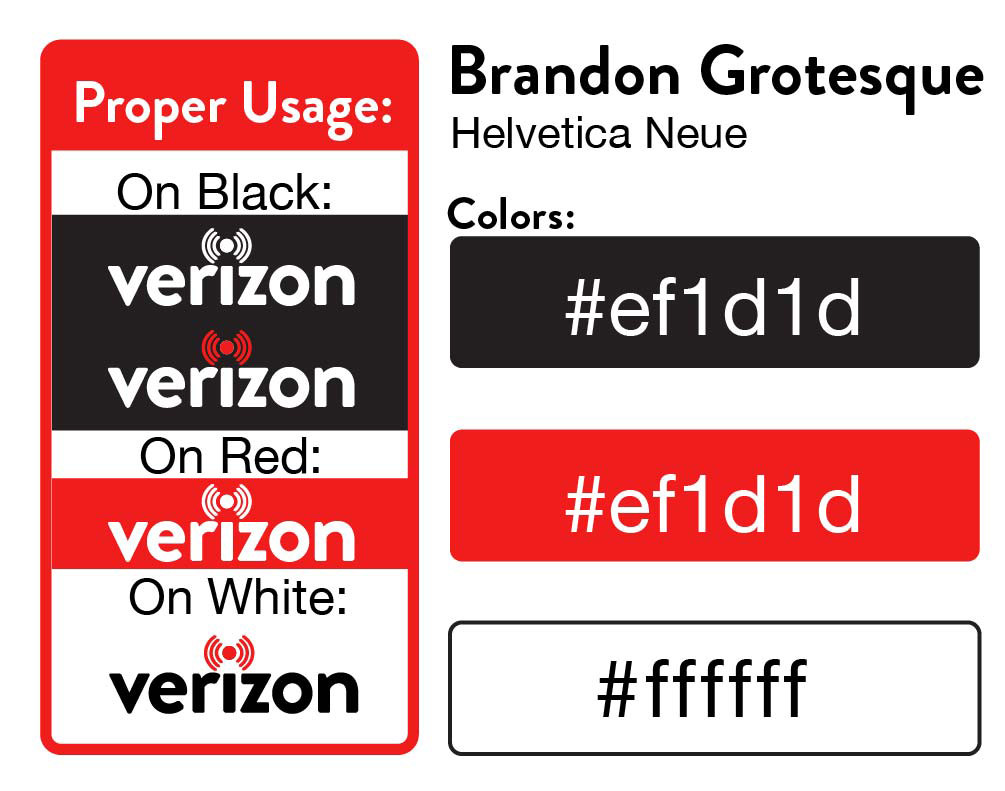 Proper Usage:
On Black:
verizon
verizon
On Red:
verizon
On White:
verizon
Brandon Grotesque
Helvetica Neue
Colors:
#ef1d1d
#ef1d1d
#ffffff